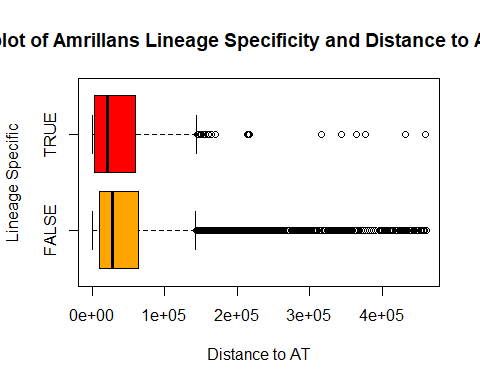 of Amrillans Lineage Specificity and Distance to
Lineage Specific
TRUE
FALSE
0e+00 1e+05 2e+05 3e+05 4e+05
Distance to AT